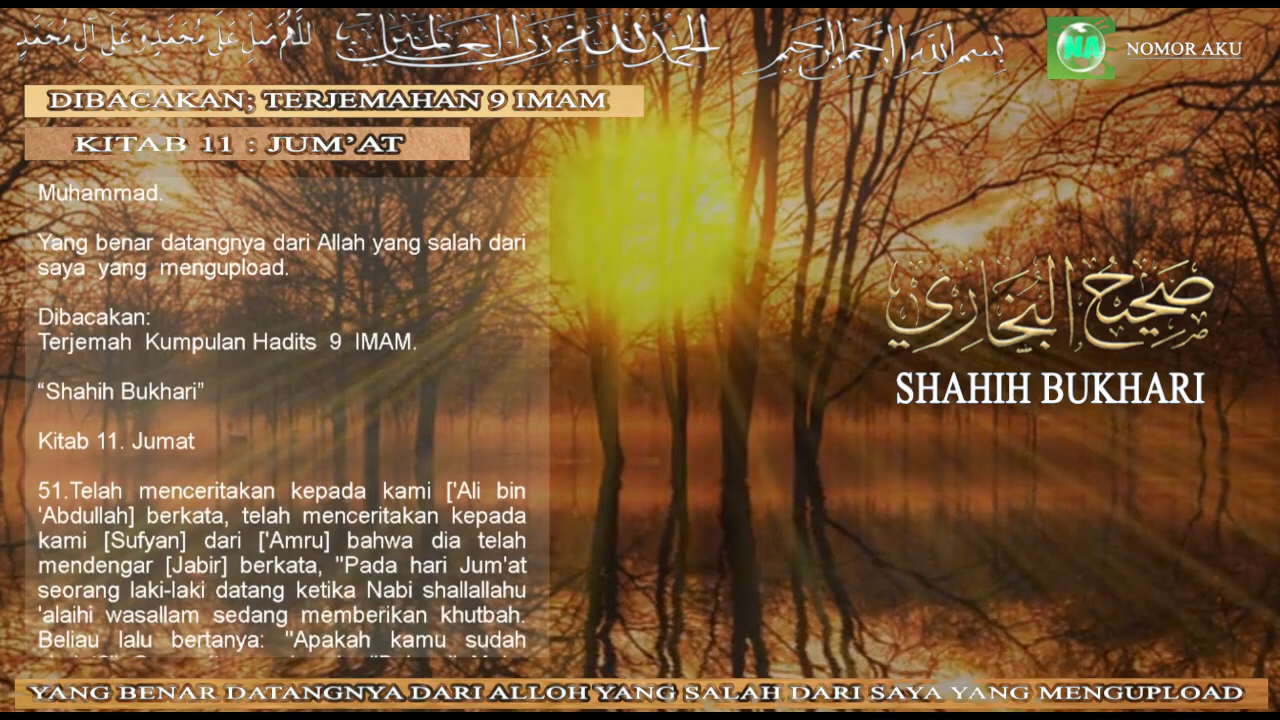 اللهم صل على محمد و على آل محمد
الحمد لله رب العالمين
بسم الله الرحمن الرحيم
NA
NOMOR AKU
DIBACAKAN; TERJEMAHAN 9 IMAM
KITAB 11 : JUM'AT
Muhammad.
Yang benar datangnya dari Allah yang salah dari
saya yang mengupload.
Dibacakan:
Terjemah Kumpulan Hadits 9 IMAM.
“Shahih Bukhari”
Kitab 11. Jumat
51.Telah menceritakan kepada kami ['Ali bin
'Abdullah] berkata, telah menceritakan kepada
kami [Sufyan] dari ['Amru] bahwa dia telah
mendengar [Jabir] berkata, "Pada hari Jum'at
seorang laki-laki datang ketika Nabi shallallahu
'alaihi wasallam sedang memberikan khutbah.
Beliau lalu bertanya: "Apakah kamu sudah
صحيح البخاري
SHAHIH BUKHARI
YANG BENAR DATANGNYA DARI ALLOH YANG SALAH DARI SAYA YANG MENGUPLOAD